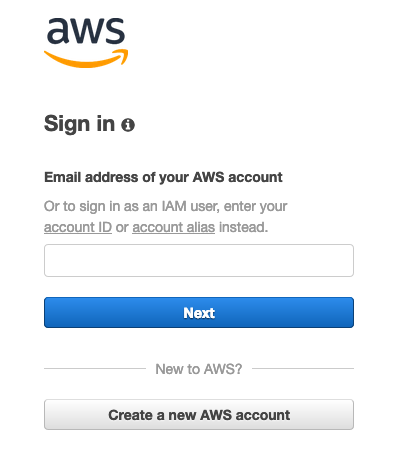 aws
Sign in
Email address of your AWS account
Or to sign in as an IAM user, enter your
account ID or account alias instead.
Next
New to AWS?
Create a new AWS account